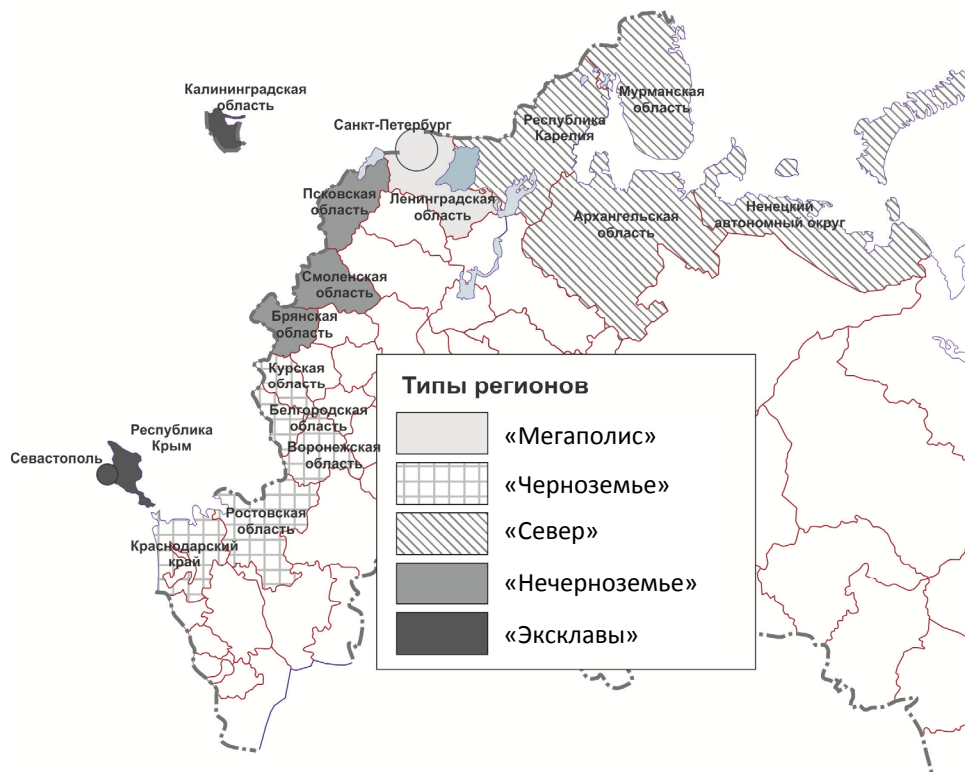 Калининградская
область
Санкт-Петербург
Мурманская
область
Республика
Карелия
Псковская
область
Ленинградская
область
Архангельская
область
Ненецкий
автономный округ
Смоленская
область
Брянская
область
Курская
область
Белгородская
область
Воронежская
область
Республика
Крым
Севастополь
Ростовская
область
Краснодарский
край
Типы регионов
«Мегаполис»
«Черноземье»
«Север»
«Нечерноземье»
«Эксклавы»